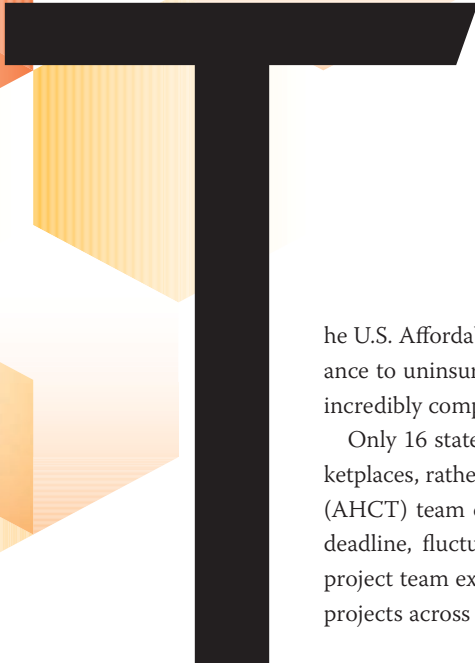 T
he U.S. Afforda
ance to uninsur
incredibly comp
Only 16 state
ketplaces, rathe
(AHCT) team
deadline, fluctu
project team ex
projects across